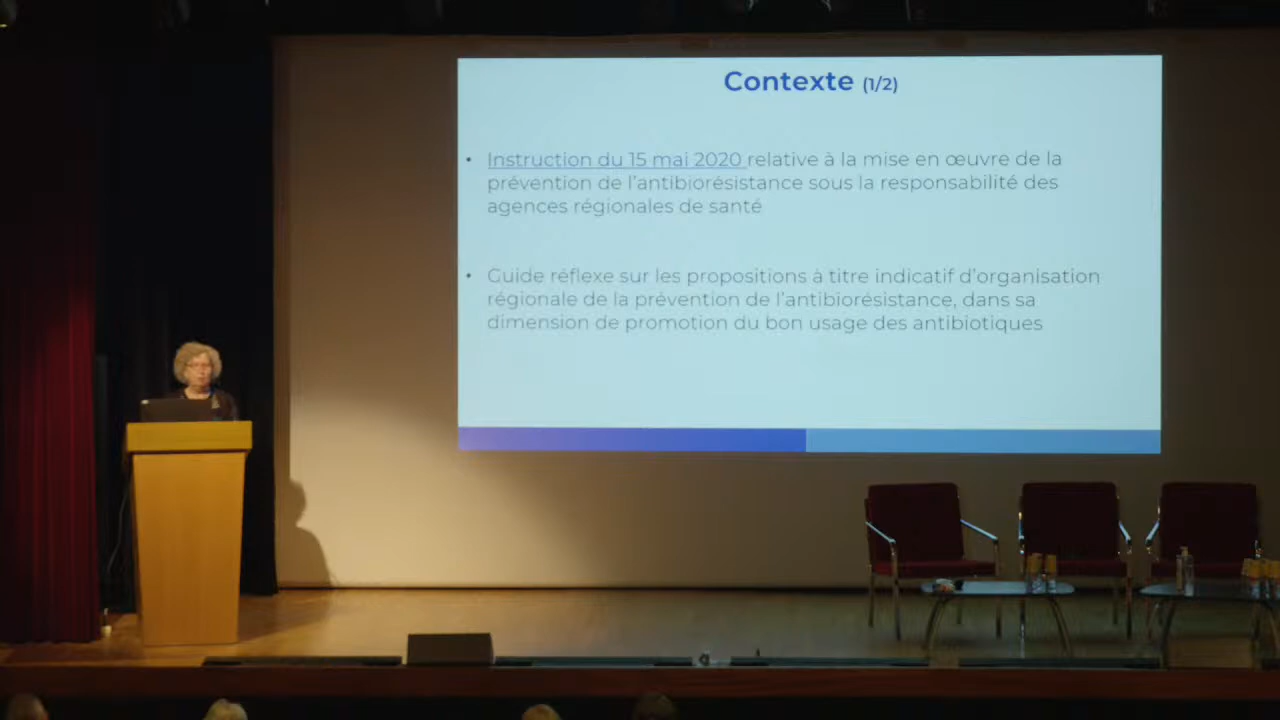 Contexte (1/2)
• Instruction du 15 mai 2020 relative à la mise en œuvre de la
prévention de l'antibiorésistance sous la responsabilité des
agences régionales de santé
• Guide réflexe sur les propositions à titre indicatif d'organisation
régionale de la prévention de l'antibiorésistance, dans sa
dimension de promotion du bon usage des antibiotiques